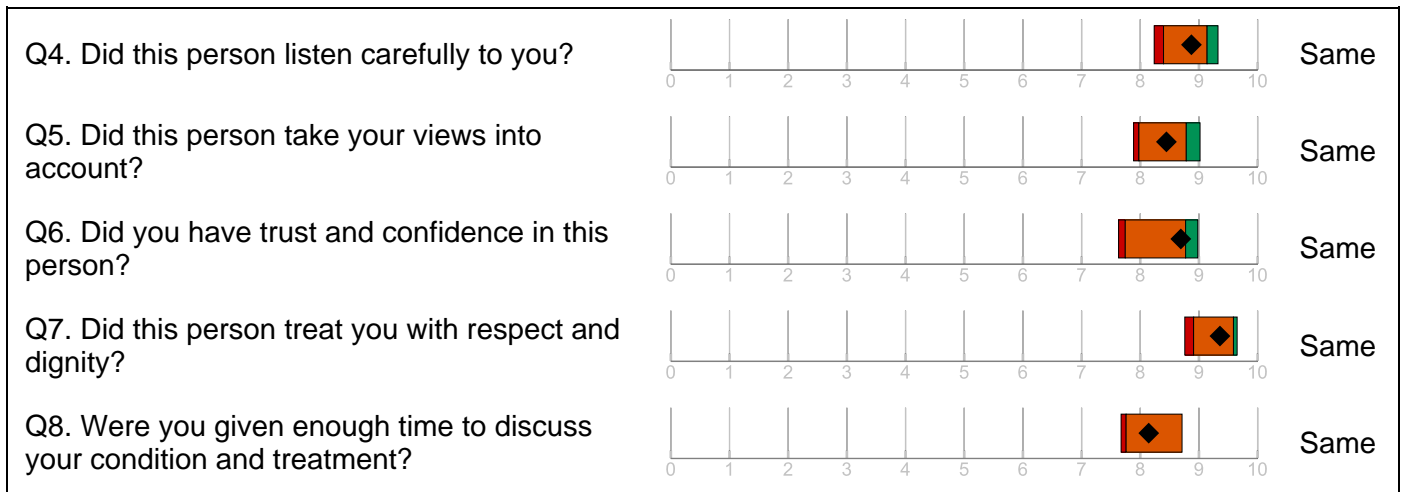 Q4. Did this person listen carefully to you?
Same
0 1 2 3 4 5 6 7 8 9 10
Q5. Did this person take your views into
account?
Same
0 1 2 3 4 5 6 7 8 9 10
Q6. Did you have trust and confidence in this
person?
Same
0 1 2 3 4 5 6 7 8 9 10
Q7. Did this person treat you with respect and
dignity?
Same
0 1 2 3 4 5 6 7 8 9 10
Q8. Were you given enough time to discuss
your condition and treatment?
Same
0 1 2 3 4 5 6 7 8 9 10